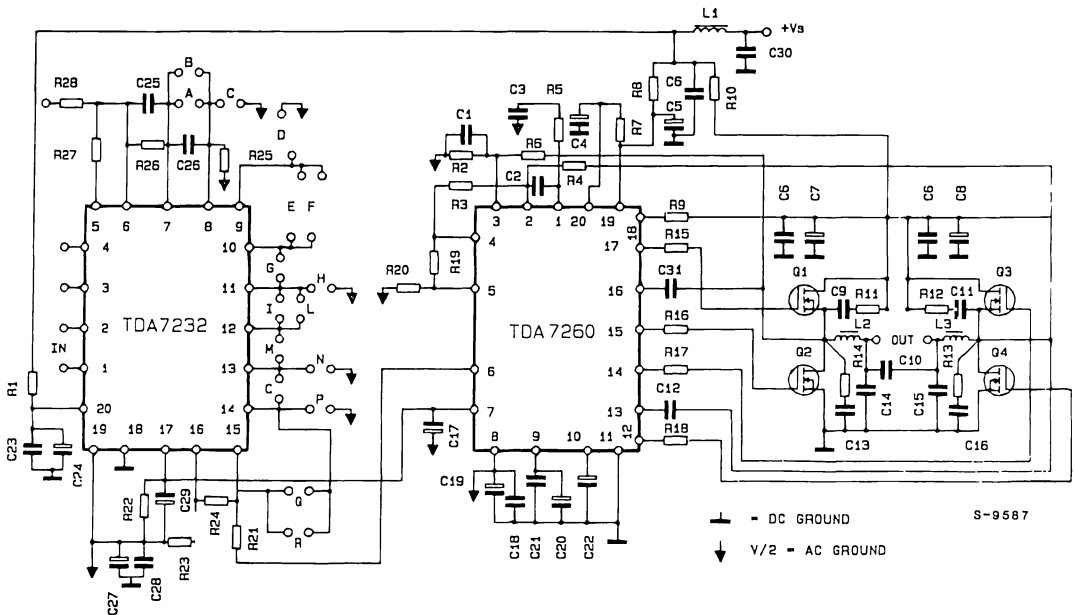 L1
+Vs
C30
R28
C25
B
A
C
C3
R5
C4
R7
R8
C6
C5
R10
R27
R26
C26
R25
D
C1
R2
R6
C2
R4
R3
E F
5 6 7 8 9
3 2 1 20 19
18
R9
C6
C7
C6
C8
4
10
4
17
R15
G
R19
3
11
H
R20
5
16
C31
Q1
C9
R11
R12
C11
Q3
TDA7232
TDA7260
I
L
2
12
15
R16
L2
OUT
L3
IN
M
R14
C10
R13
1
13
N
6
14
R17
Q2
Q4
R1
C
C12
C14
C15
20
14
P
7
13
19 18 17 16 15
C17
8 9 10 11
12
R18
C13
C16
C23
C24
R22
C29
R24
R21
Q
R
C19
C18
C21
C20
C22
R23
C27
C28
= DC GROUND
S-9587
V/2 = AC GROUND